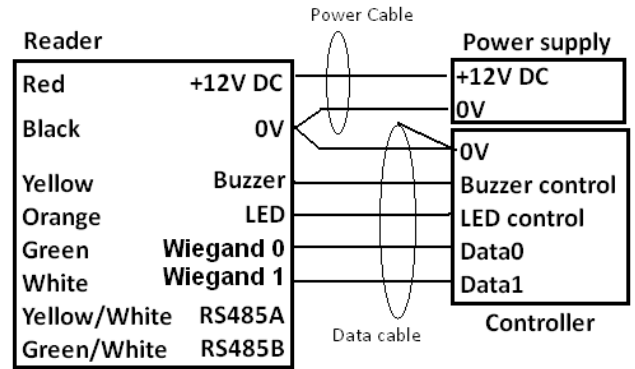 Power Cable
Reader
Power supply
Red +12V DC
+12V DC
0V
Black 0V
0V
Yellow Buzzer
Buzzer control
Orange LED
LED control
Green Wiegand 0
Data0
White Wiegand 1
Data1
Yellow/White RS485A
Controller
Data cable
Green/White RS485B